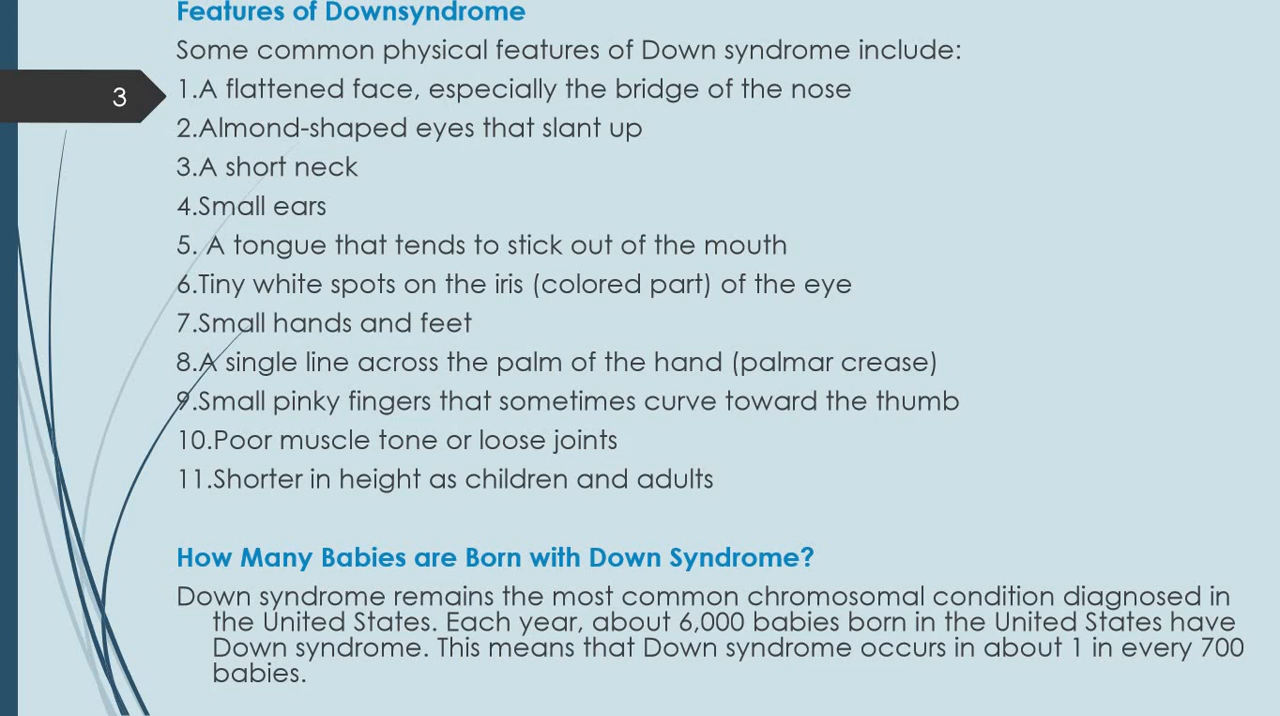 Features of Downsyndrome
Some common physical features of Down syndrome include:
3
1.A flattened face, especially the bridge of the nose
2.Almond-shaped eyes that slant up
3.A short neck
4.Small ears
5. A tongue that tends to stick out of the mouth
6.Tiny white spots on the iris (colored part) of the eye
7.Small hands and feet
8.A single line across the palm of the hand (palmar crease)
9.Small pinky fingers that sometimes curve toward the thumb
10.Poor muscle tone or loose joints
11.Shorter in height as children and adults
How Many Babies are Born with Down Syndrome?
Down syndrome remains the most common chromosomal condition diagnosed in
the United States. Each year, about 6,000 babies born in the United States have
Down syndrome. This means that Down syndrome occurs in about 1 in every 700
babies.